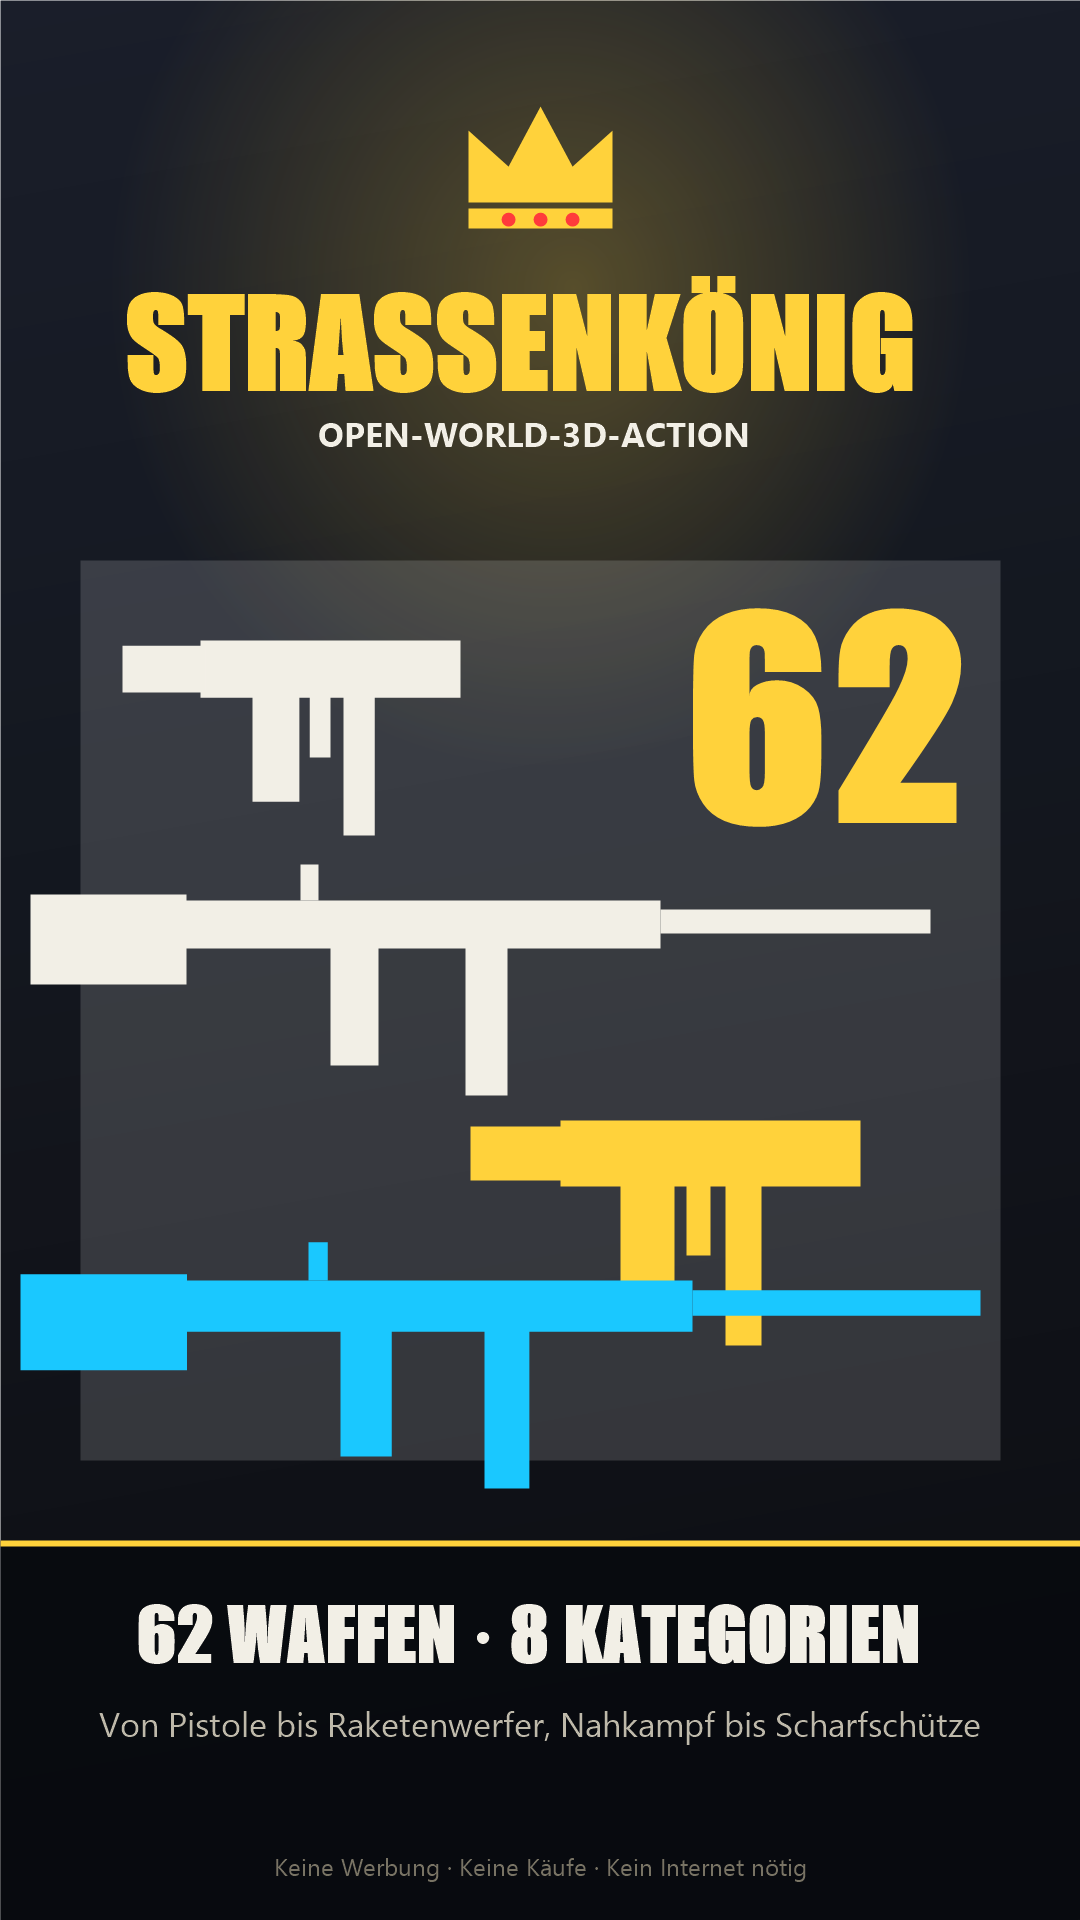 STRASSENKÖNIG
OPEN-WORLD-3D-ACTION
62
62 WAFFEN · 8 KATEGORIEN
Von Pistole bis Raketenwerfer, Nahkampf bis Scharfschütze
Keine Werbung · Keine Käufe · Kein Internet nötig